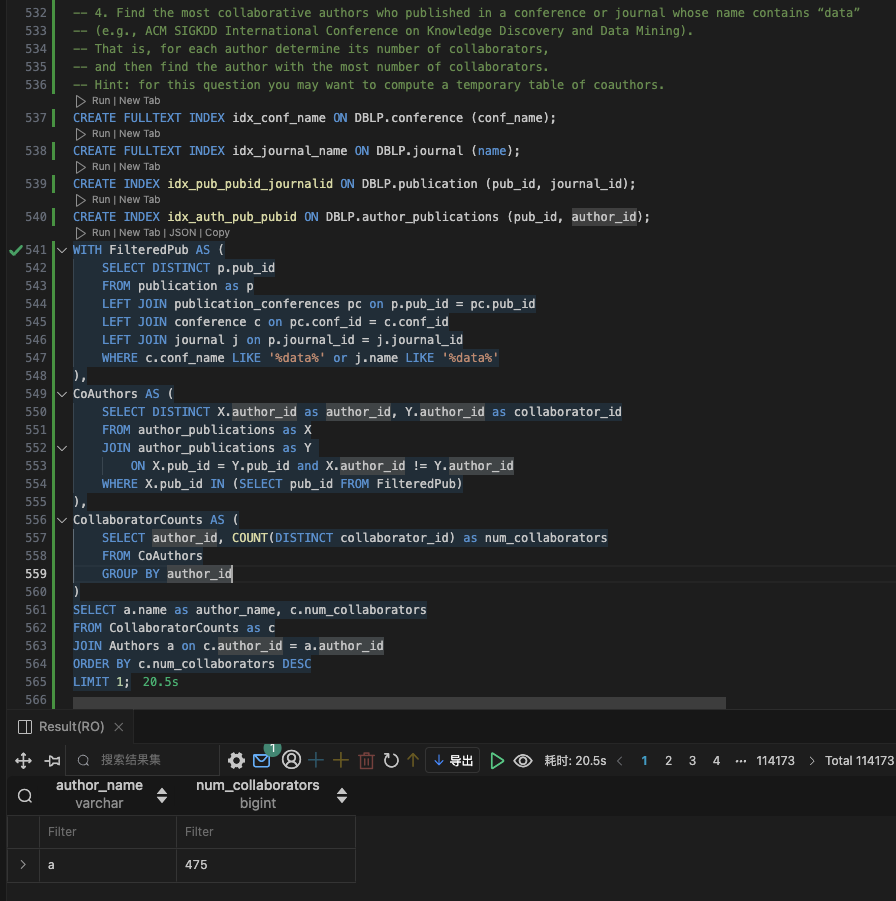 532 -- 4. Find the most collaborative authors who published in a conference or journal whose name contains “data”
533 -- (e.g., ACM SIGKDD International Conference on Knowledge Discovery and Data Mining).
534 -- That is, for each author determine its number of collaborators,
535 -- and then find the author with the most number of collaborators.
536 -- Hint: for this question you may want to compute a temporary table of coauthors.
Run | New Tab
537 CREATE FULLTEXT INDEX idx_conf_name ON DBLP.conference (conf_name);
Run | New Tab
538 CREATE FULLTEXT INDEX idx_journal_name ON DBLP.journal (name);
Run | New Tab
539 CREATE INDEX idx_pub_pubid_journalid ON DBLP.publication (pub_id, journal_id);
Run | New Tab
540 CREATE INDEX idx_auth_pub_pubid ON DBLP.author_publications (pub_id, author_id);
Run | New Tab | JSON | Copy
541 WITH FilteredPub AS (
542 SELECT DISTINCT p.pub_id
543 FROM publication as p
544 LEFT JOIN publication_conferences pc on p.pub_id = pc.pub_id
545 LEFT JOIN conference c on pc.conf_id = c.conf_id
546 LEFT JOIN journal j on p.journal_id = j.journal_id
547 WHERE c.conf_name LIKE '%data%' or j.name LIKE '%data%'
548 ),
549 CoAuthors AS (
550 SELECT DISTINCT X.author_id as author_id, Y.author_id as collaborator_id
551 FROM author_publications as X
552 JOIN author_publications as Y
553 ON X.pub_id = Y.pub_id and X.author_id != Y.author_id
554 WHERE X.pub_id IN (SELECT pub_id FROM FilteredPub)
555 ),
556 CollaboratorCounts AS (
557 SELECT author_id, COUNT(DISTINCT collaborator_id) as num_collaborators
558 FROM CoAuthors
559 GROUP BY author_id
560 )
561 SELECT a.name as author_name, c.num_collaborators
562 FROM CollaboratorCounts as c
563 JOIN Authors a on c.author_id = a.author_id
564 ORDER BY c.num_collaborators DESC
565 LIMIT 1; 20.5s
566
Result(RO)
搜索结果集 1 导出 耗时: 20.5s 1 2 3 4 ••• 114173 Total 114173
author_name num_collaborators
varchar bigint
Filter Filter
a 475